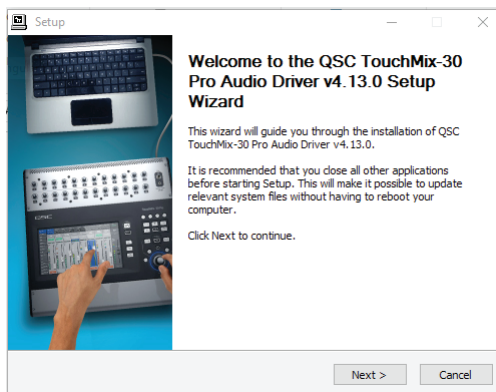 Setup
Welcome to the QSC TouchMix-30
Pro Audio Driver v4.13.0 Setup
Wizard
This wizard will guide you through the installation of QSC
TouchMix-30 Pro Audio Driver v4.13.0.
It is recommended that you close all other applications
before starting Setup. This will make it possible to update
relevant system files without having to reboot your
computer.
Click Next to continue.
QSC
Next >
Cancel